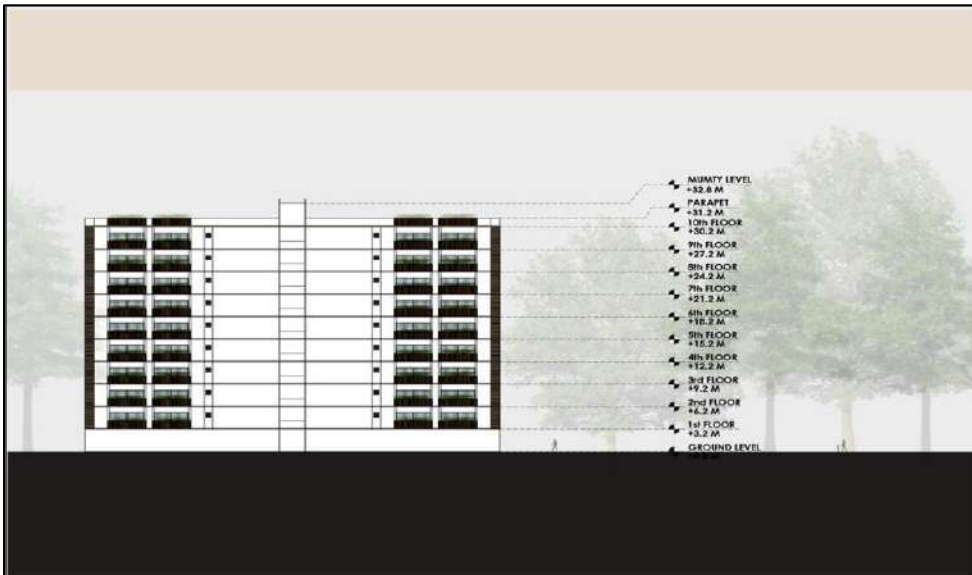 MUMTY LEVEL
+32.8 M
PARAPET
+31.2 M
10th FLOOR
+30.2 M
9th FLOOR
+27.2 M
8th FLOOR
+24.2 M
7th FLOOR
+21.2 M
6th FLOOR
+18.2 M
5th FLOOR
+15.2 M
4th FLOOR
+12.2 M
3rd FLOOR
+9.2 M
2nd FLOOR
+6.2 M
1st FLOOR
+3.2 M
GROUND LEVEL